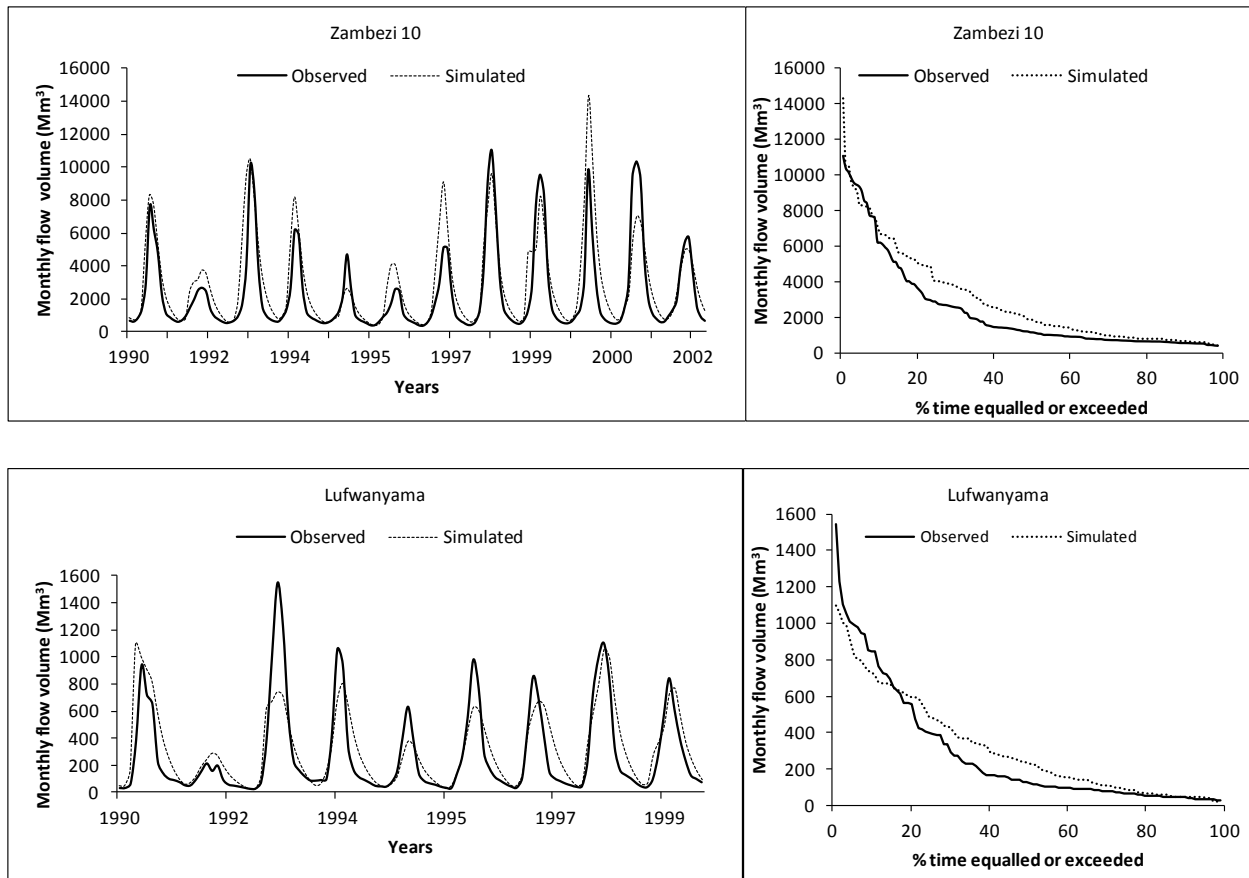 Zambezi 10
Observed Simulated
Monthly flow volume (Mm³)
16000
14000
12000
10000
8000
6000
4000
2000
0
1990 1992 1993 1994 1995 1997 1999 2000 2002
Years
Zambezi 10
Observed Simulated
Monthly flow volume (Mm³)
16000
14000
12000
10000
8000
6000
4000
2000
0
0 20 40 60 80 100
% time equalled or exceeded
Lufwanyama
Observed Simulated
Monthly flow volume (Mm³)
1600
1400
1200
1000
800
600
400
200
0
1990 1992 1994 1995 1997 1999
Years
Lufwanyama
Observed Simulated
Monthly flow volume (Mm³)
1600
1400
1200
1000
800
600
400
200
0
0 20 40 60 80 100
% time equalled or exceeded